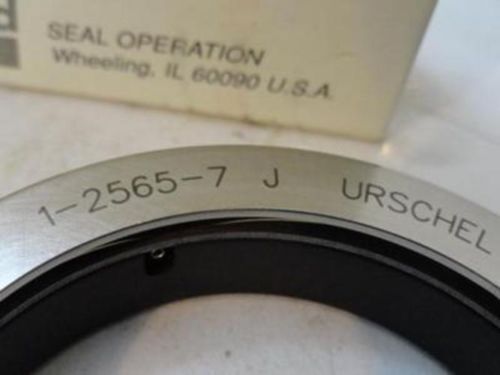 SEAL OPERATION
Wheeling, IL 60090 U.S.A.
1-2565-7 J URSCHEL